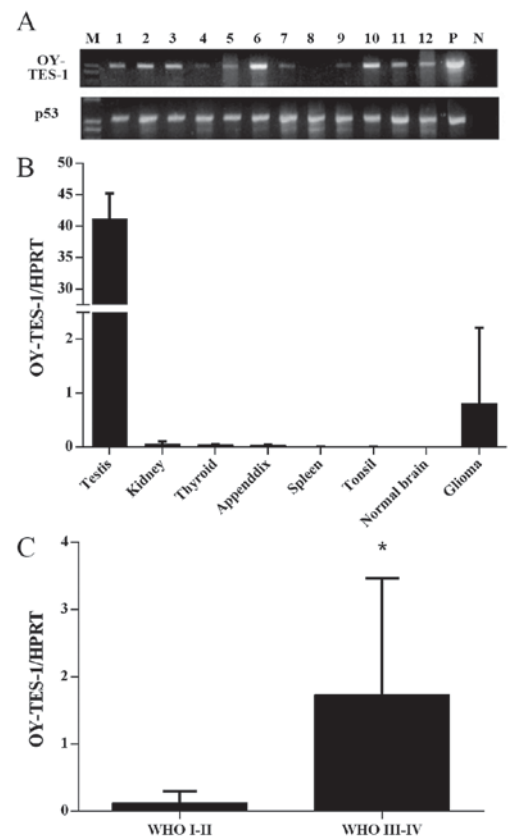 A
M 1 2 3 4 5 6 7 8 9 10 11 12 P N
OY-
TES-1
p53
B
OY-TES-1/HPRT
50
45
40
35
30
2
1
0
Testis
Kidney
Thyroid
Appenddix
Spleen
Tonsil
Normal brain
Glioma
C
OY-TES-1/HPRT
4
3
2
1
0
*
WHO I-II
WHO III-IV